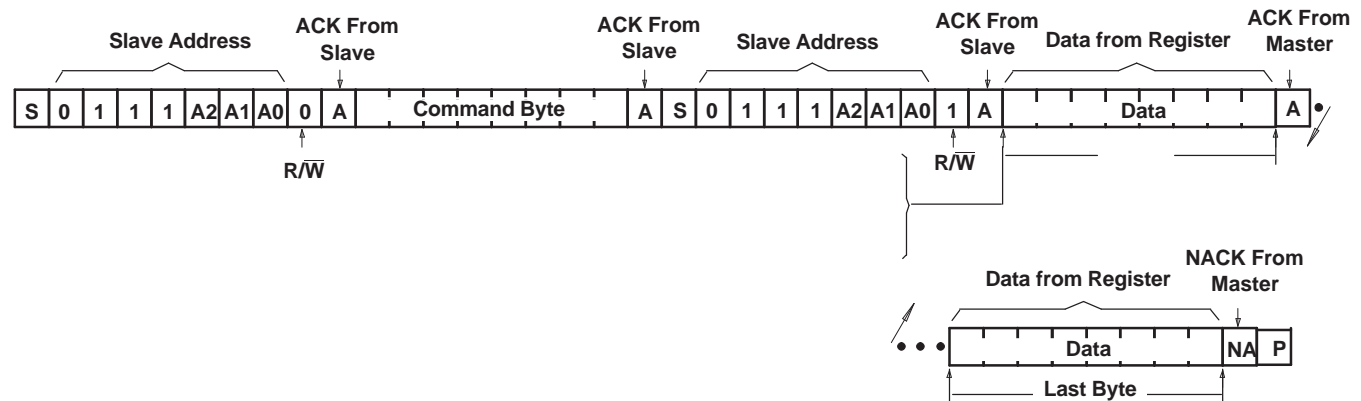 Slave Address
ACK From
Slave
ACK From
Slave
Slave Address
ACK From
Slave
Data from Register
ACK From
Master
S 0 1 1 1 A2 A1 A0 0 A Command Byte A S 0 1 1 1 A2 A1 A0 1 A Data A
R/W̅
R/W̅
Data from Register
NACK From
Master
Data NA P
Last Byte